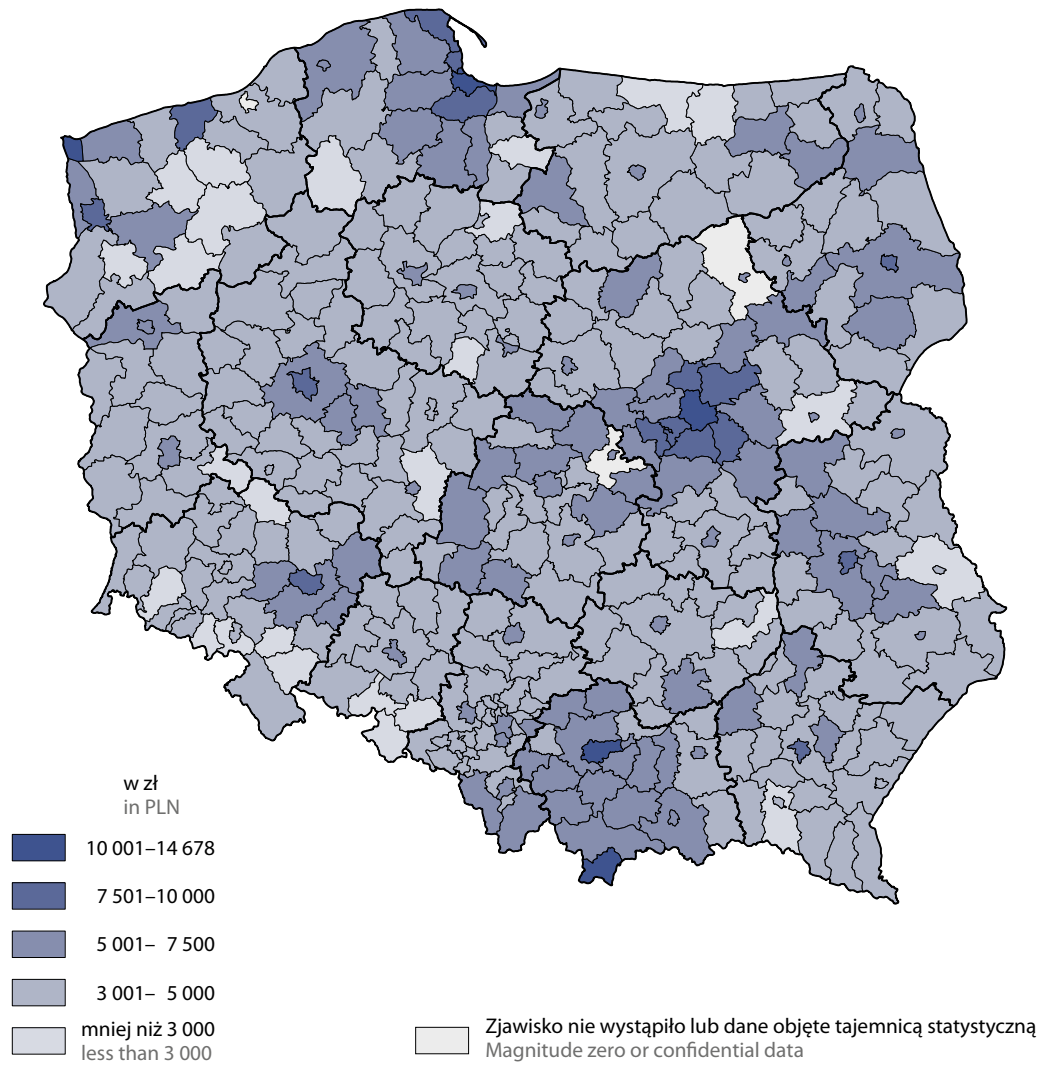 w zł
in PLN
10 001–14 678
7 501–10 000
5 001– 7 500
3 001– 5 000
mniej niż 3 000
less than 3 000
Zjawisko nie wystąpiło lub dane objęte tajemnicą statystyczną
Magnitude zero or confidential data